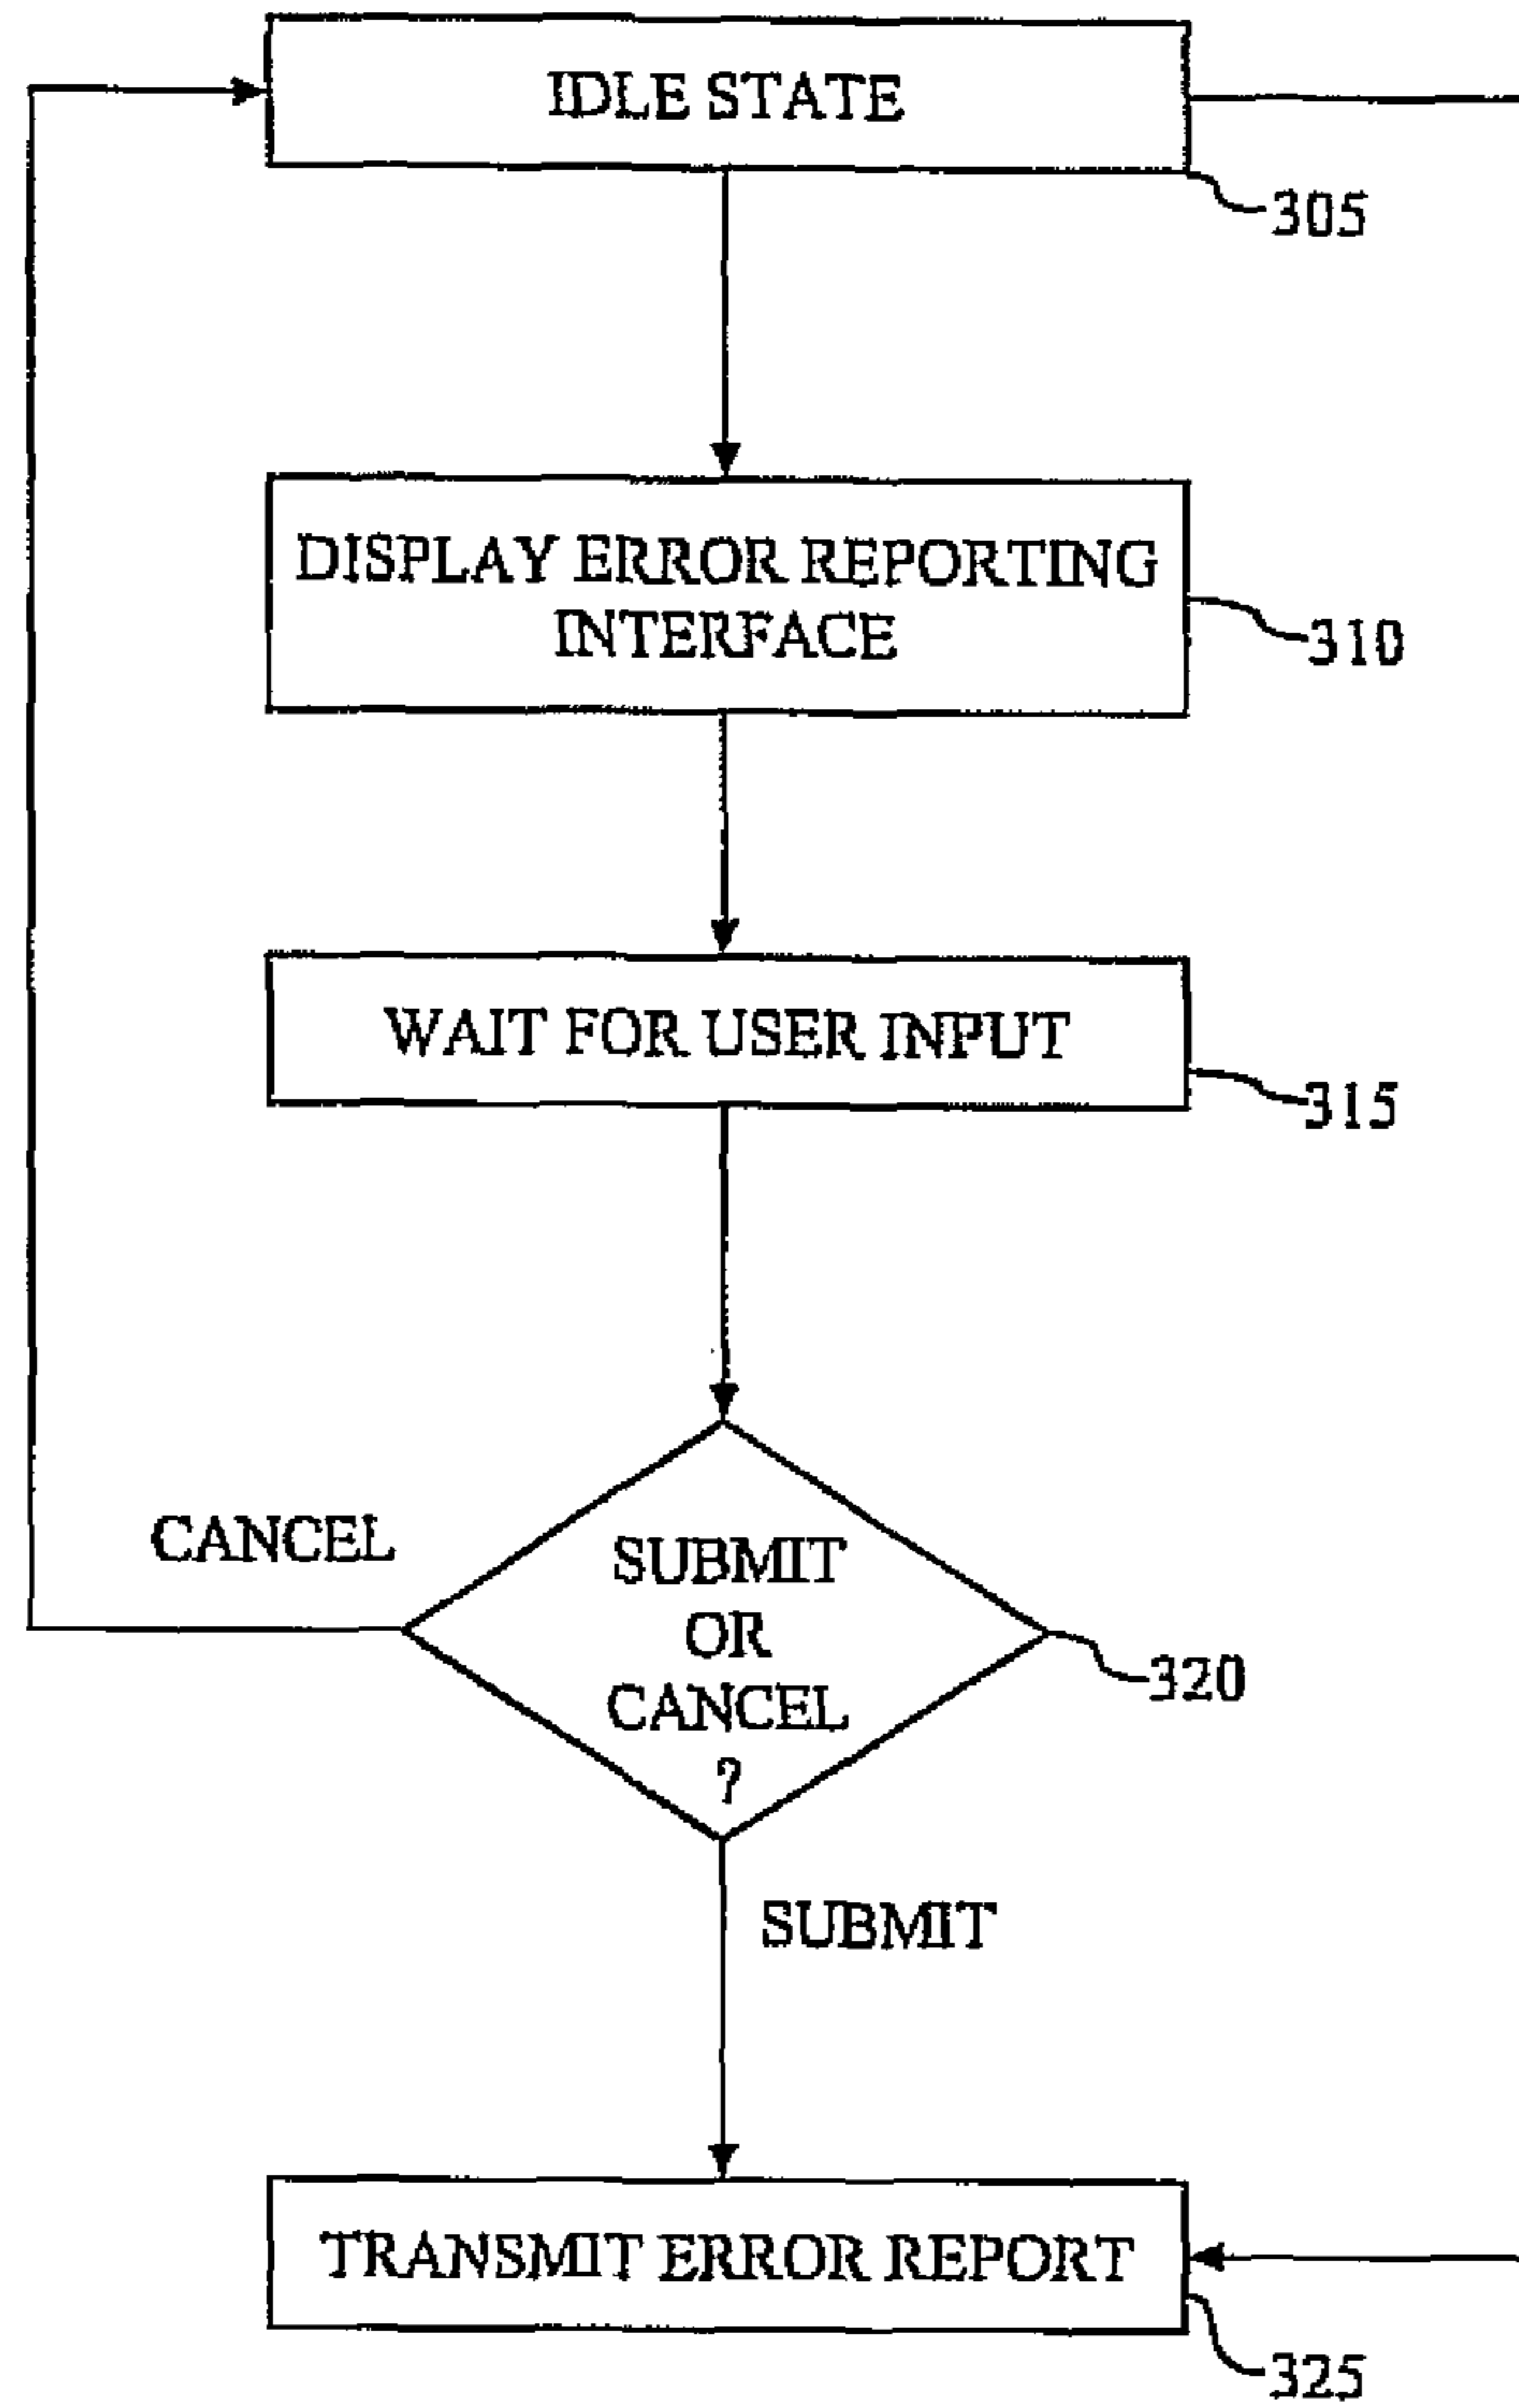 IDLE STATE
305
DISPLAY ERROR REPORTING
INTERFACE
310
WAIT FOR USER INPUT
315
CANCEL
SUBMIT
OR
CANCEL
?
320
SUBMIT
TRANSMIT ERROR REPORT
325